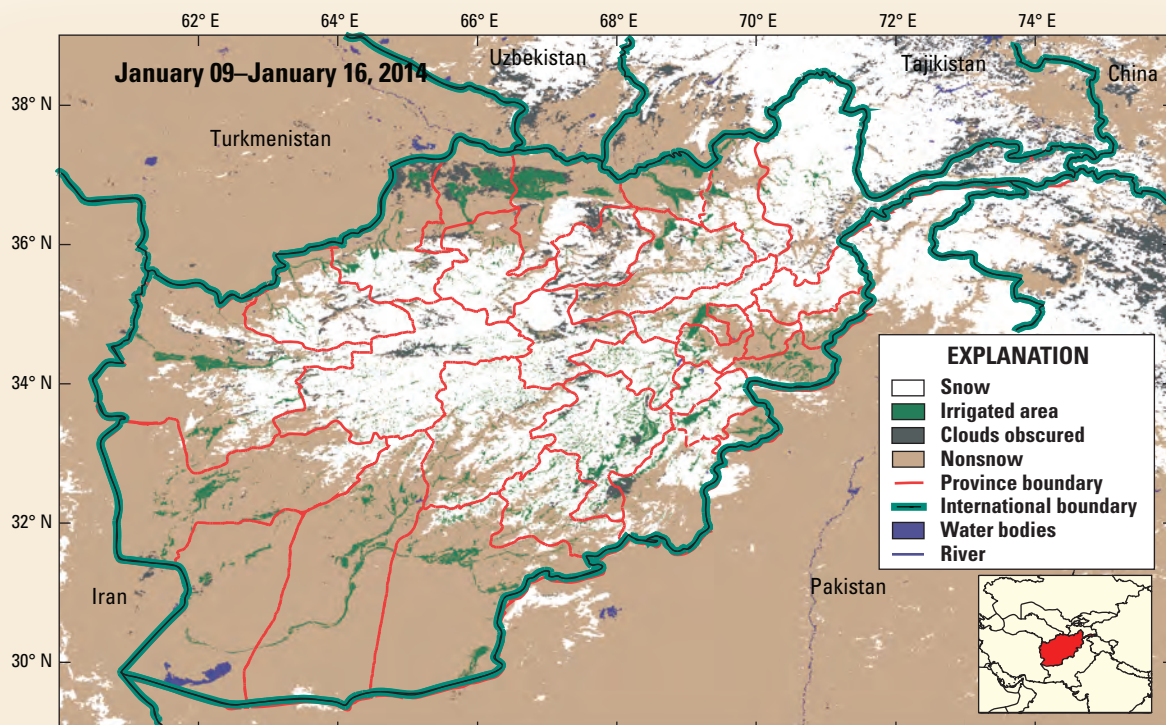 62° E 64° E 66° E 68° E 70° E 72° E 74° E
January 09–January 16, 2014
Uzbekistan
Tajikistan
China
38° N
Turkmenistan
36° N
34° N
32° N
30° N
Iran
Pakistan
EXPLANATION
Snow
Irrigated area
Clouds obscured
Nonsnow
Province boundary
International boundary
Water bodies
River